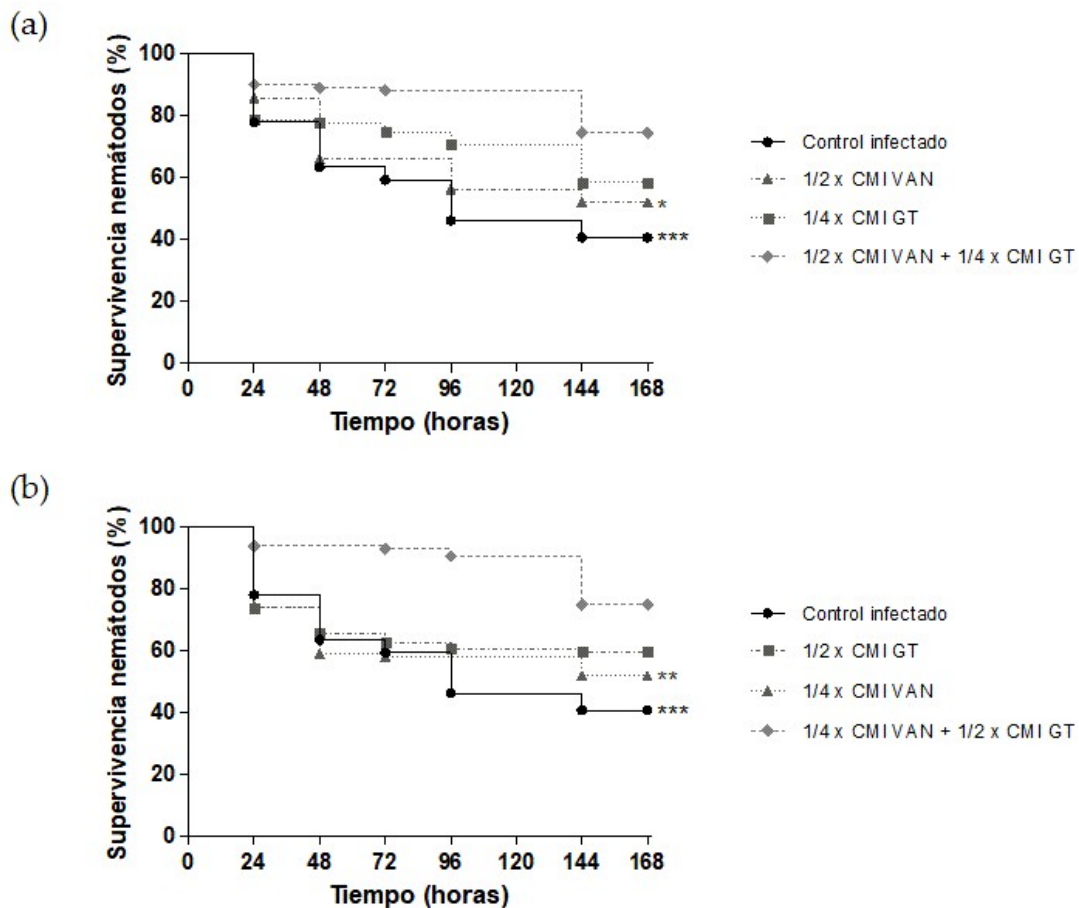 (a)
Supervivencia nemátodos (%)
100
80
60
40
20
0
0 24 48 72 96 120 144 168
Tiempo (horas)
*
***
Control infectado
1/2 x CMI VAN
1/4 x CMI GT
1/2 x CMI VAN + 1/4 x CMI GT
(b)
Supervivencia nemátodos (%)
100
80
60
40
20
0
0 24 48 72 96 120 144 168
Tiempo (horas)
**
***
Control infectado
1/2 x CMI GT
1/4 x CMI VAN
1/4 x CMI VAN + 1/2 x CMI GT